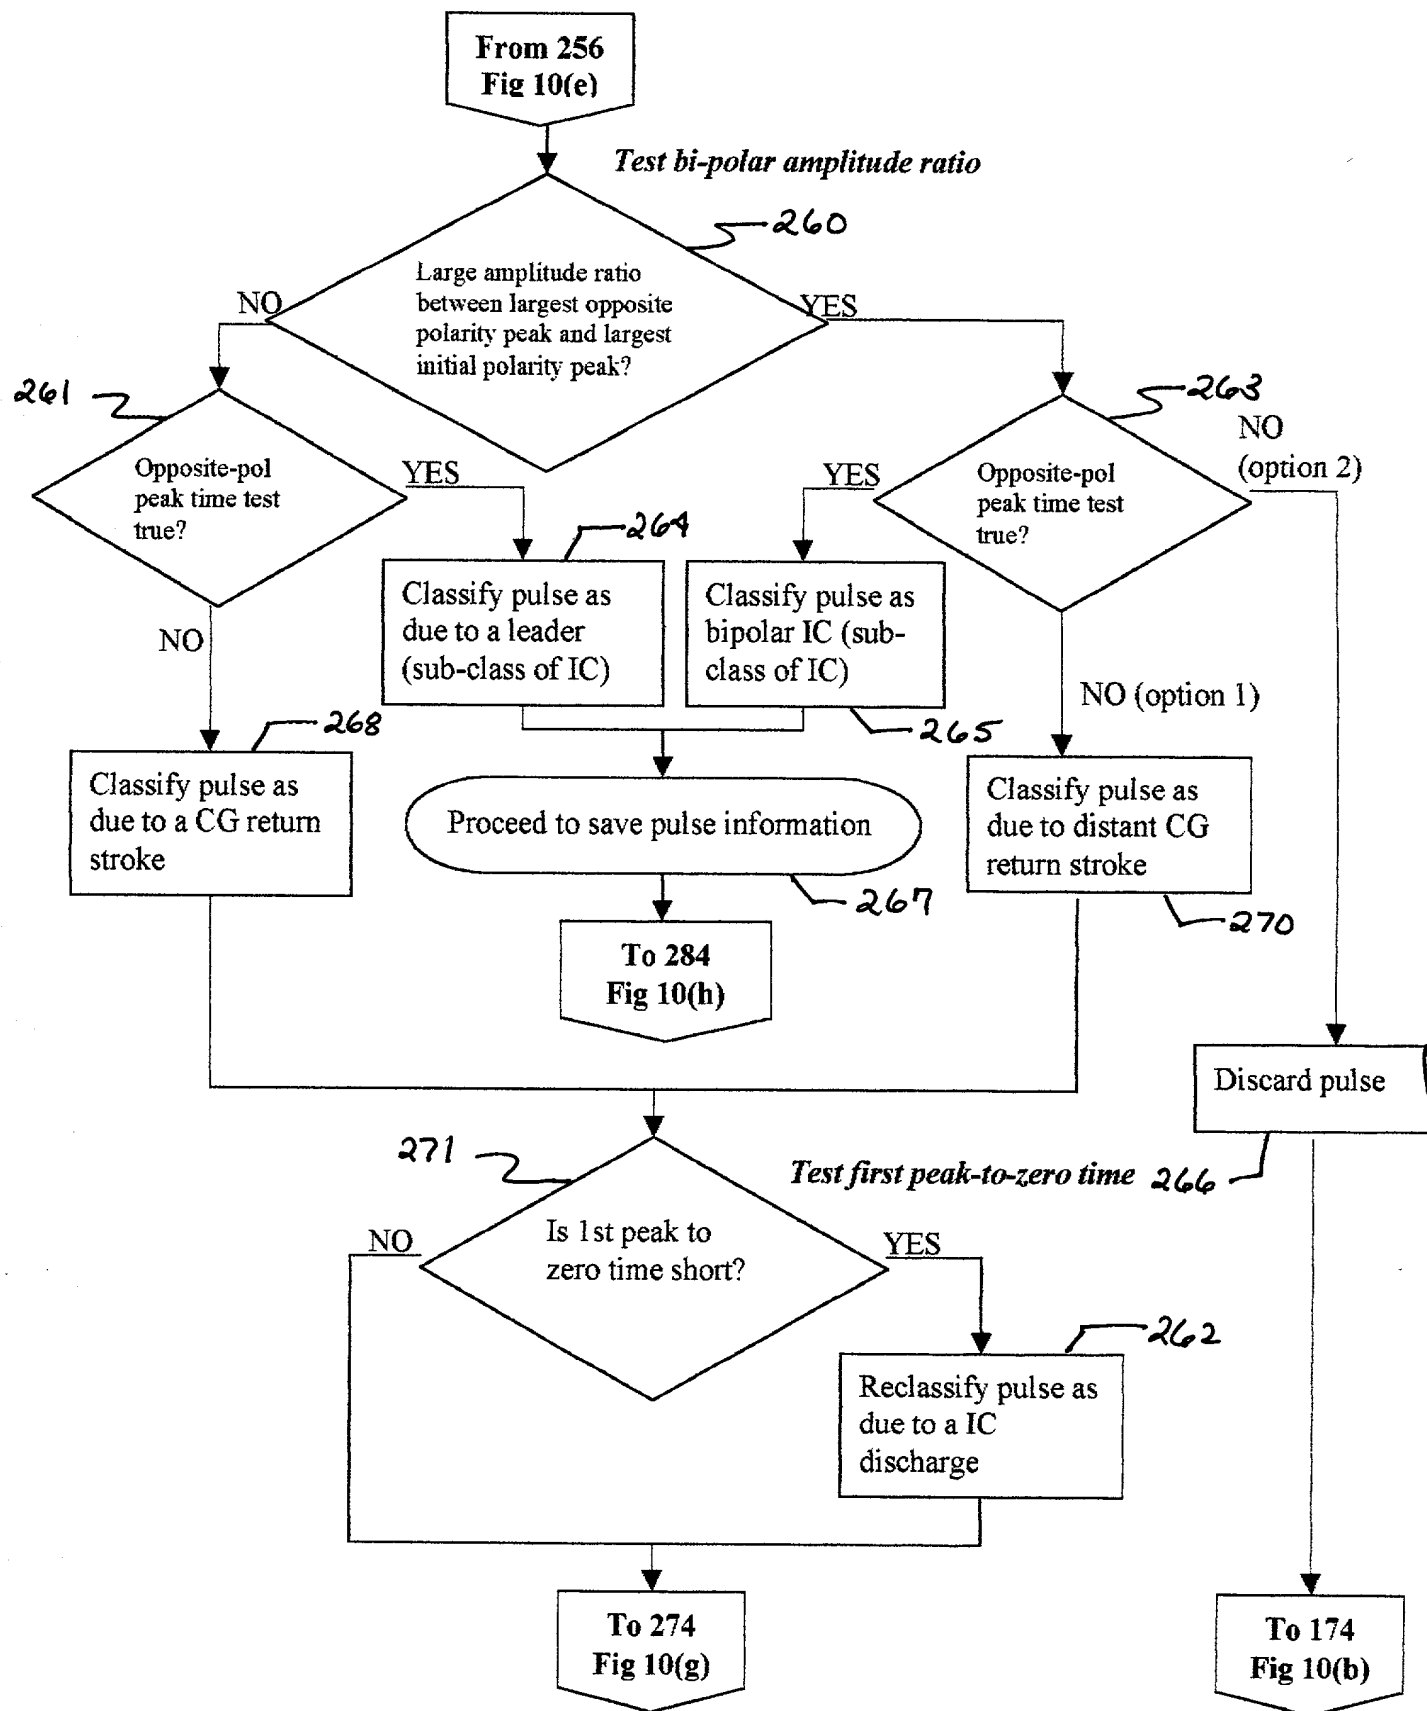 From 256
Fig 10(e)
Test bi-polar amplitude ratio
260
Large amplitude ratio
between largest opposite
polarity peak and largest
initial polarity peak?
NO
YES
261
263
Opposite-pol
peak time test
true?
YES
NO
YES
Opposite-pol
peak time test
true?
NO
(option 2)
264
Classify pulse as
due to a leader
(sub-class of IC)
Classify pulse as
bipolar IC (sub-
class of IC)
265
NO (option 1)
268
Classify pulse as
due to a CG return
stroke
Proceed to save pulse information
267
Classify pulse as
due to distant CG
return stroke
270
To 284
Fig 10(h)
Discard pulse
266
271
Test first peak-to-zero time
Is 1st peak to
zero time short?
NO
YES
262
Reclassify pulse as
due to a IC
discharge
To 274
Fig 10(g)
To 174
Fig 10(b)